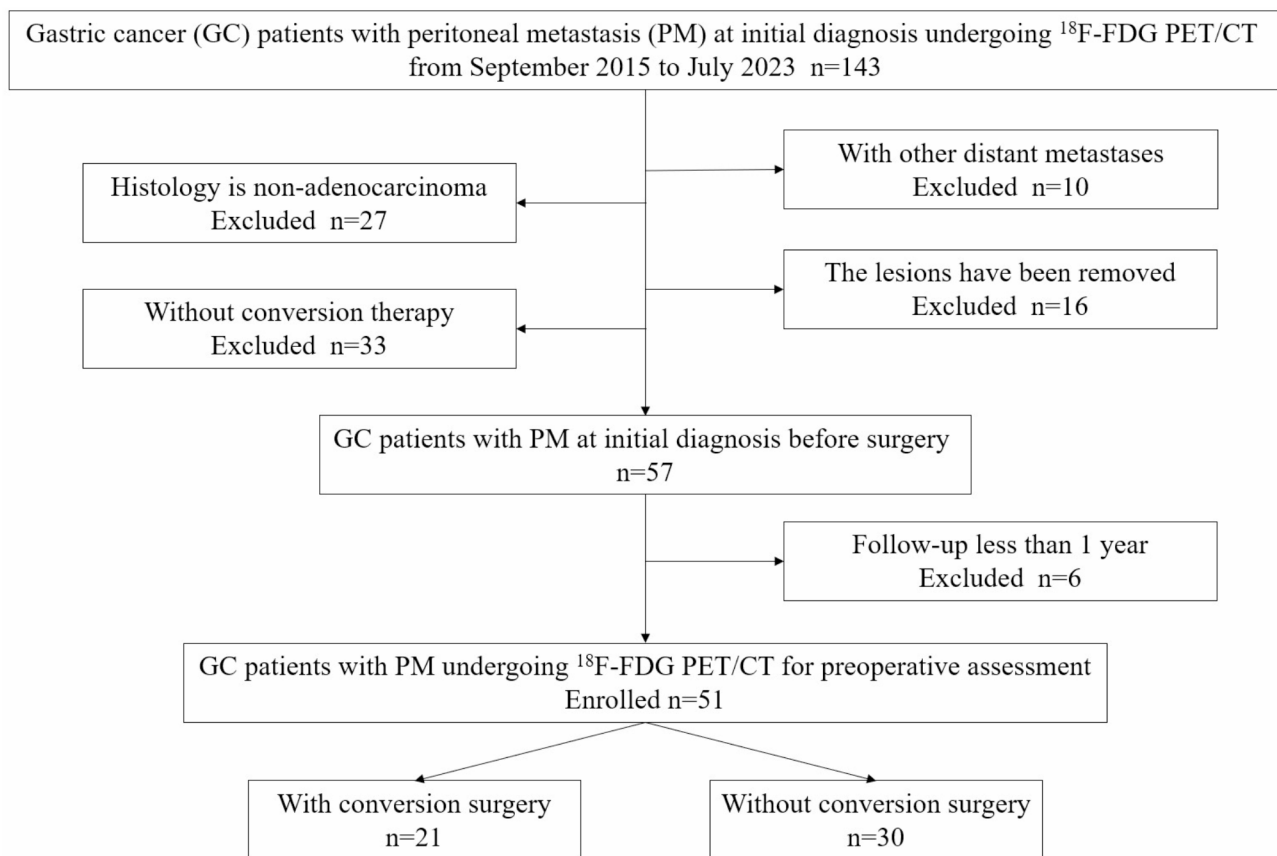 Gastric cancer (GC) patients with peritoneal metastasis (PM) at initial diagnosis undergoing ¹⁸F-FDG PET/CT
from September 2015 to July 2023 n=143
With other distant metastases
Excluded n=10
Histology is non-adenocarcinoma
Excluded n=27
The lesions have been removed
Excluded n=16
Without conversion therapy
Excluded n=33
GC patients with PM at initial diagnosis before surgery
n=57
Follow-up less than 1 year
Excluded n=6
GC patients with PM undergoing ¹⁸F-FDG PET/CT for preoperative assessment
Enrolled n=51
With conversion surgery
n=21
Without conversion surgery
n=30